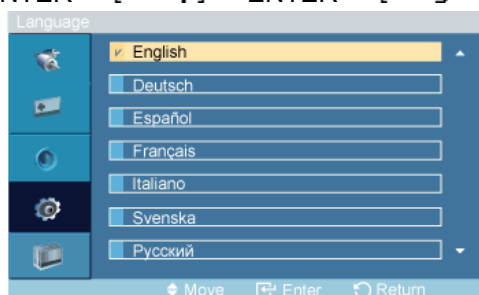 Language
English
Deutsch
Español
Français
Italiano
Svenska
Русский
Move Enter Return